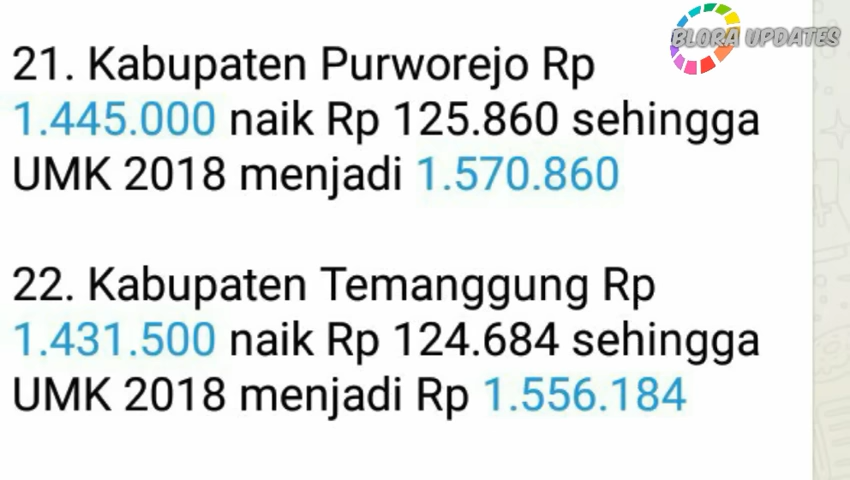 BLORA UPDATES
21. Kabupaten Purworejo Rp
1.445.000 naik Rp 125.860 sehingga
UMK 2018 menjadi 1.570.860
22. Kabupaten Temanggung Rp
1.431.500 naik Rp 124.684 sehingga
UMK 2018 menjadi Rp 1.556.184